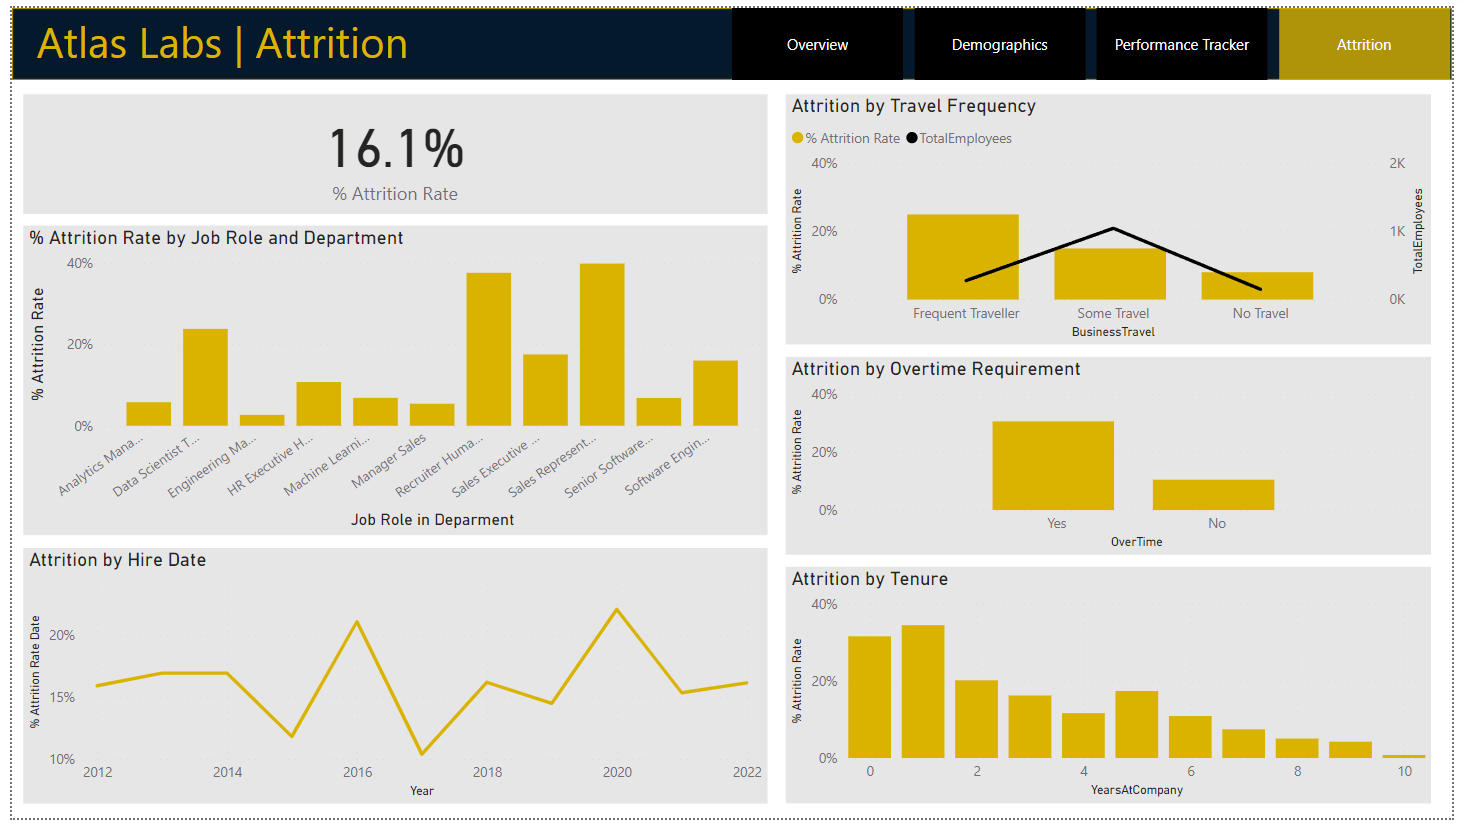 Atlas Labs | Attrition
Overview
Demographics
Performance Tracker
Attrition
16.1%
% Attrition Rate
% Attrition Rate by Job Role and Department
% Attrition Rate
40%
20%
0%
Analytics Mana...
Data Scientist T...
Engineering Ma...
HR Executive H...
Machine Learni...
Manager Sales
Recruiter Huma...
Sales Executive ...
Sales Represent...
Senior Software...
Software Engin...
Job Role in Deparment
Attrition by Hire Date
% Attrition Rate Date
20%
15%
10%
2012
2014
2016
2018
2020
2022
Year
Attrition by Travel Frequency
% Attrition Rate
TotalEmployees
% Attrition Rate
40%
20%
0%
2K
1K
0K
TotalEmployees
Frequent Traveller
Some Travel
No Travel
BusinessTravel
Attrition by Overtime Requirement
% Attrition Rate
40%
20%
0%
Yes
No
OverTime
Attrition by Tenure
% Attrition Rate
40%
20%
0%
0
2
4
6
8
10
YearsAtCompany